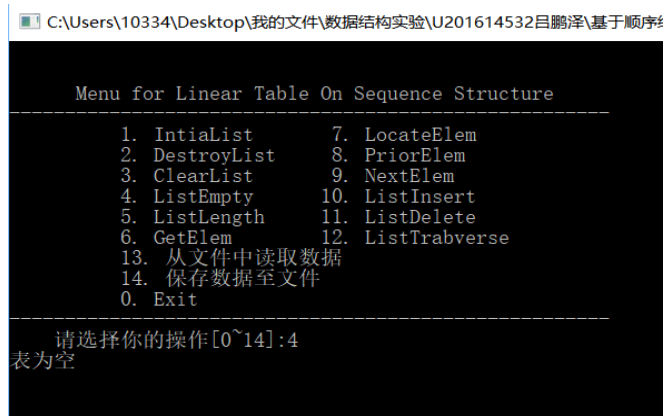 C:\Users\10334\Desktop\我的文件\数据结构实验\U201614532吕鹏泽\基于顺序
Menu for Linear Table On Sequence Structure
1. IntiaList 7. LocateElem
2. DestroyList 8. PriorElem
3. ClearList 9. NextElem
4. ListEmpty 10. ListInsert
5. ListLength 11. ListDelete
6. GetElem 12. ListTrabverse
13. 从文件中读取数据
14. 保存数据至文件
0. Exit
请选择你的操作[0~14]:4
表为空